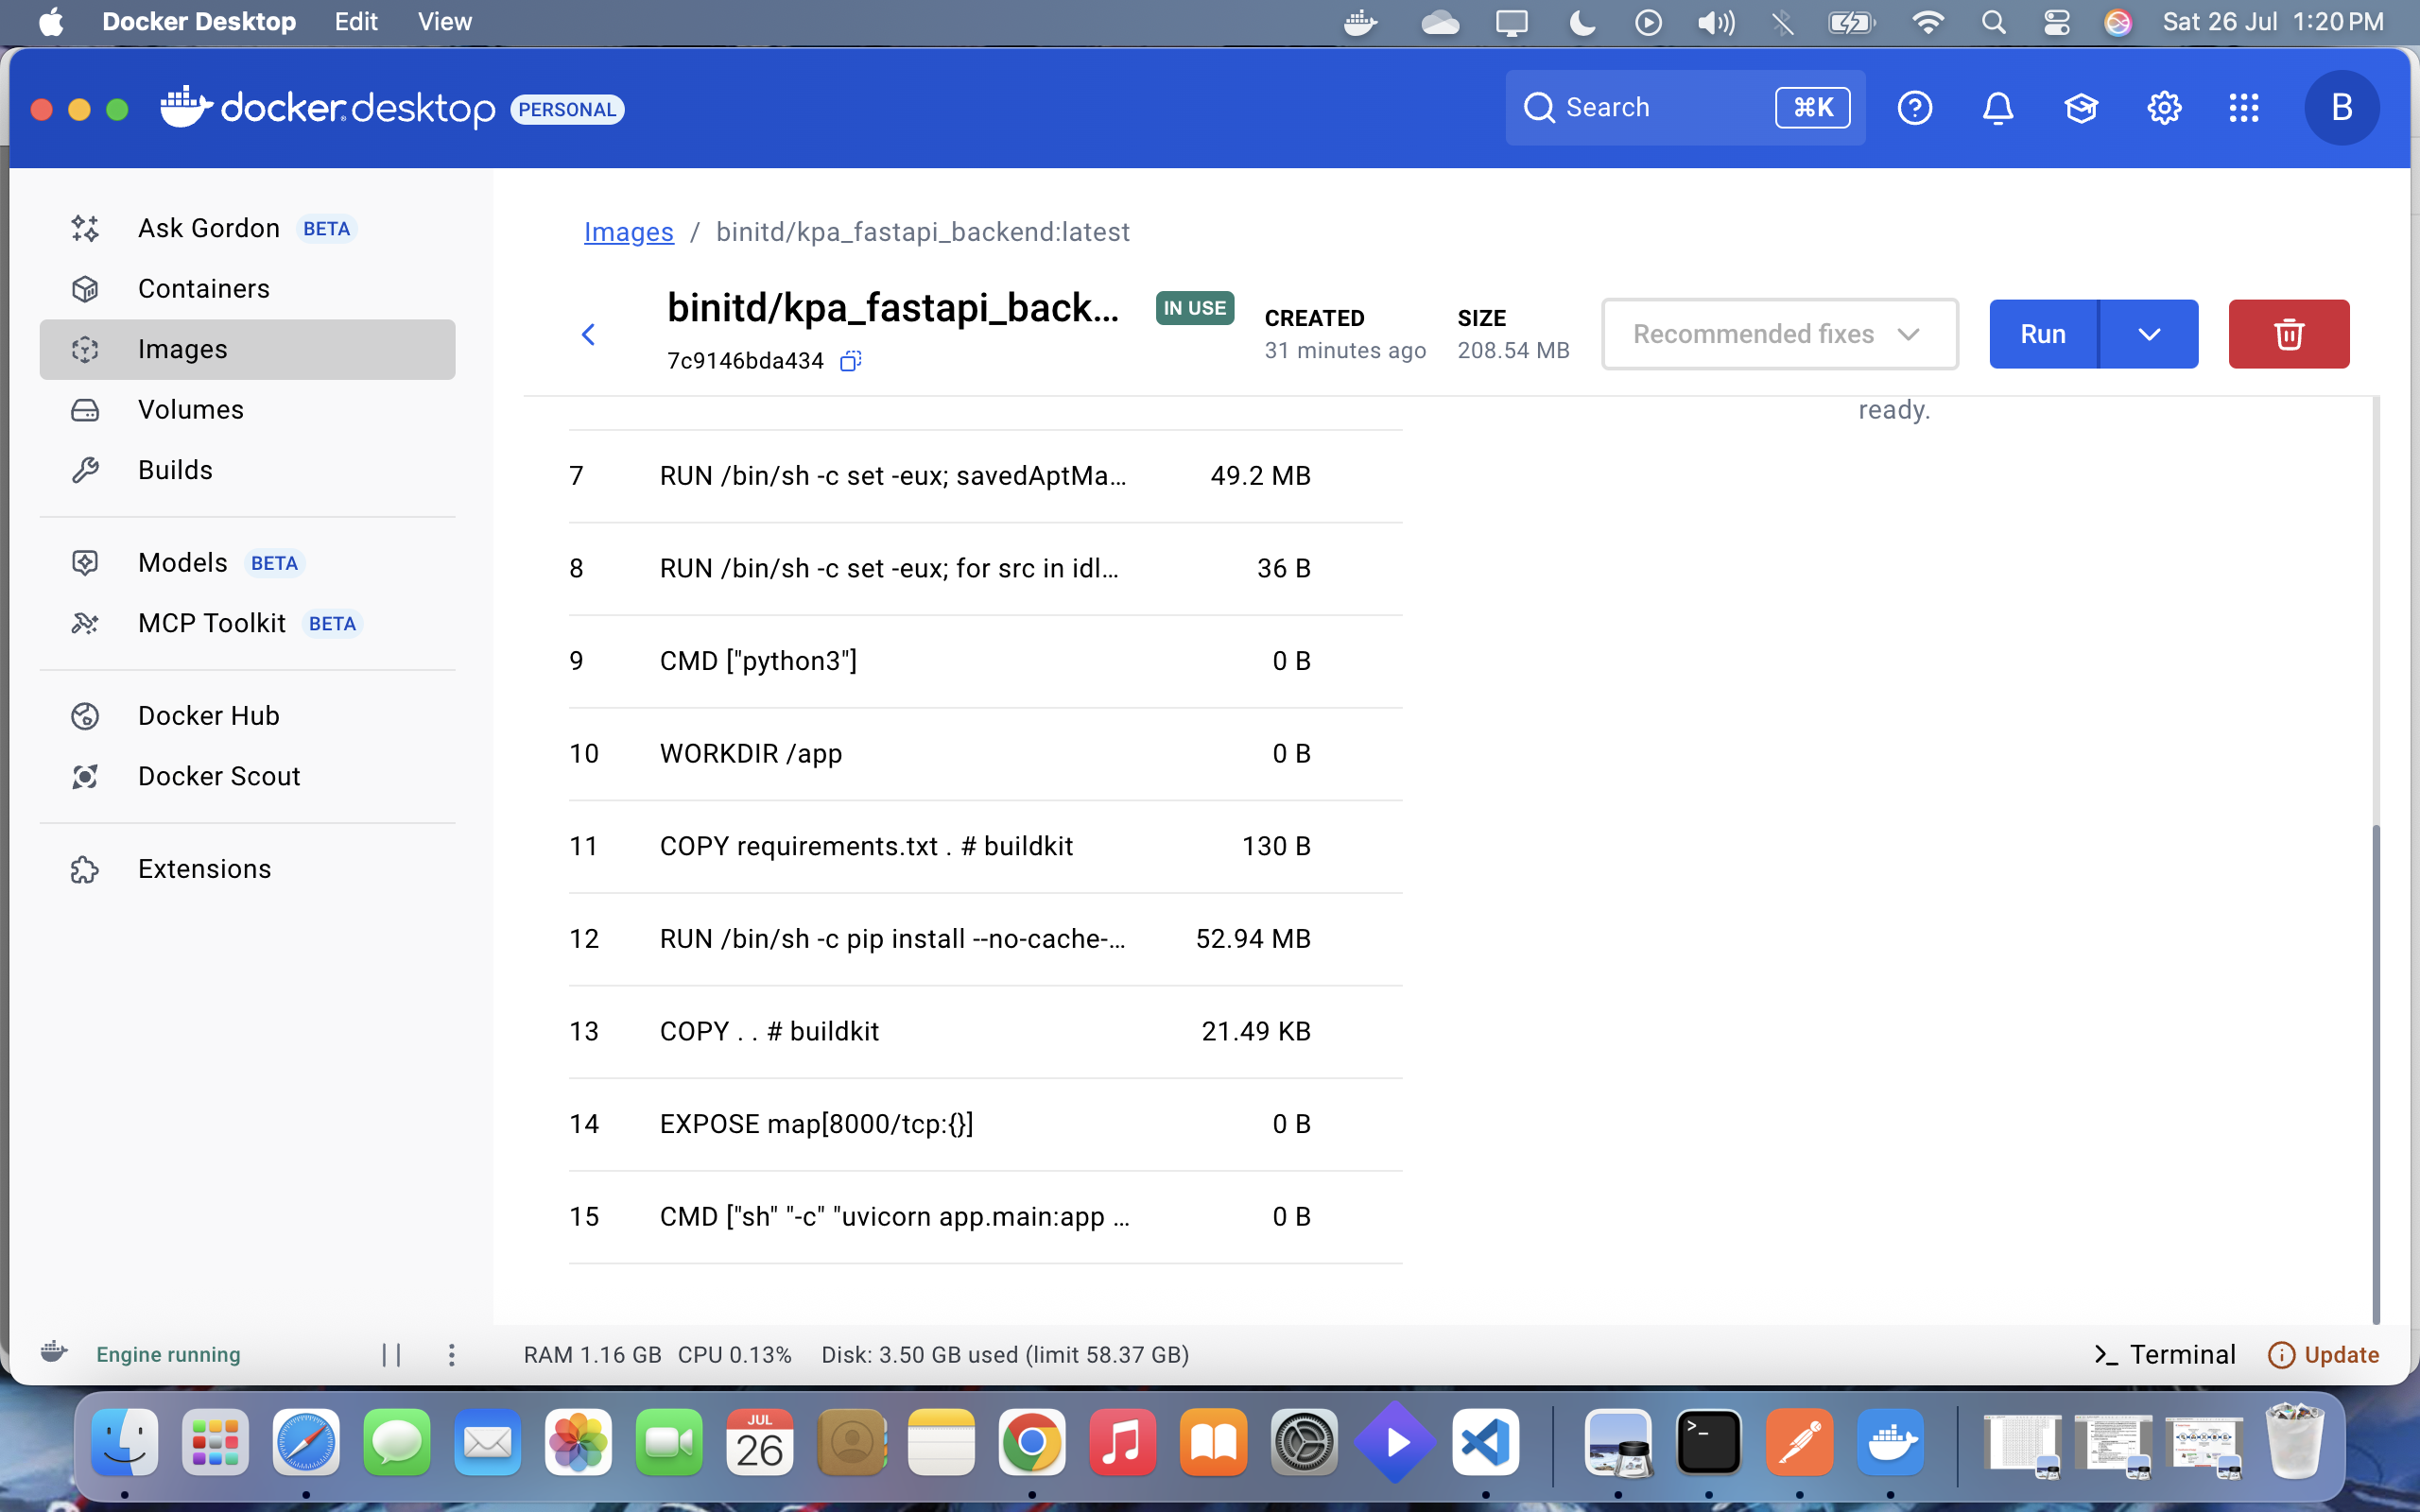 Docker Desktop Edit View Sat 26 Jul 1:20 PM
docker. desktop PERSONAL Search ⌘K B
Ask Gordon BETA
Containers
Images
Volumes
Builds
Models BETA
MCP Toolkit BETA
Docker Hub
Docker Scout
Extensions
Images / binitd/kpa_fastapi_backend:latest
binitd/kpa_fastapi_back... IN USE
7c9146bda434
CREATED
31 minutes ago
SIZE
208.54 MB
Recommended fixes
Run
ready.
7 RUN /bin/sh -c set -eux; savedAptMa... 49.2 MB
8 RUN /bin/sh -c set -eux; for src in idl... 36 B
9 CMD ["python3"] 0 B
10 WORKDIR /app 0 B
11 COPY requirements.txt . # buildkit 130 B
12 RUN /bin/sh -c pip install --no-cache-... 52.94 MB
13 COPY . . # buildkit 21.49 KB
14 EXPOSE map[8000/tcp:{}] 0 B
15 CMD ["sh" "-c" "uvicorn app.main:app ... 0 B
Engine running RAM 1.16 GB CPU 0.13% Disk: 3.50 GB used (limit 58.37 GB) >_ Terminal Update
JUL
26